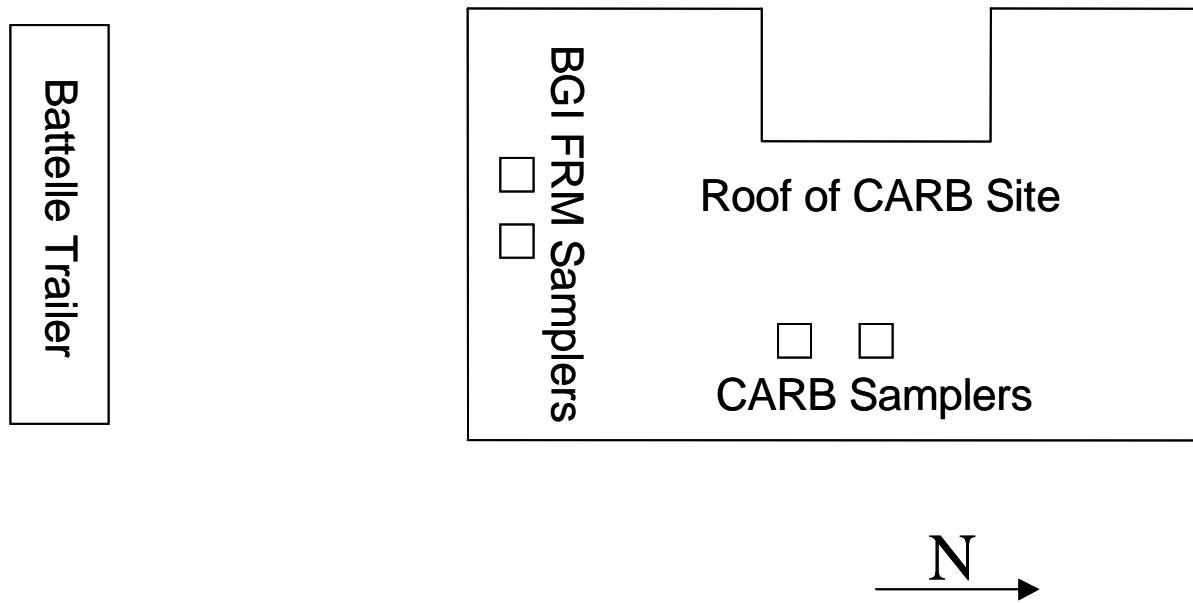 Battelle Trailer
BGI FRM Samplers
Roof of CARB Site
CARB Samplers
N